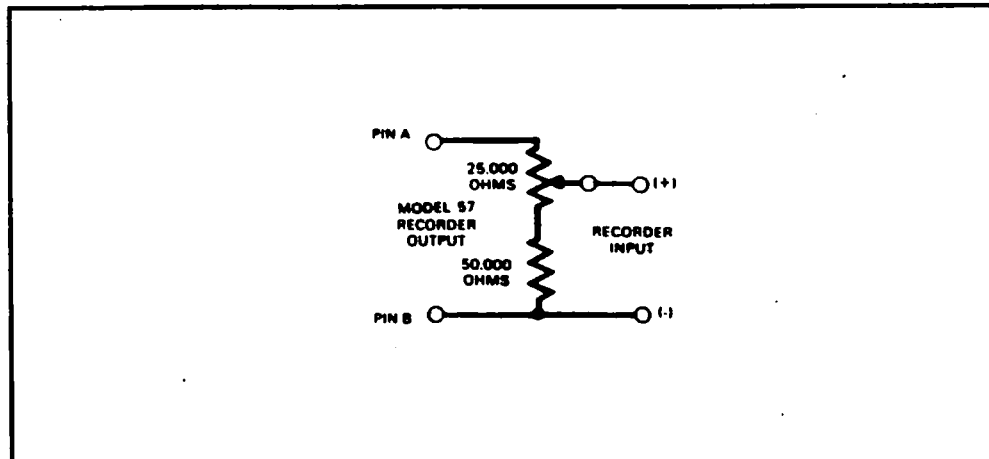 PIN A
25.000
OHMS
(+)
MODEL 57
RECORDER
OUTPUT
RECORDER
INPUT
50.000
OHMS
PIN B
(-)